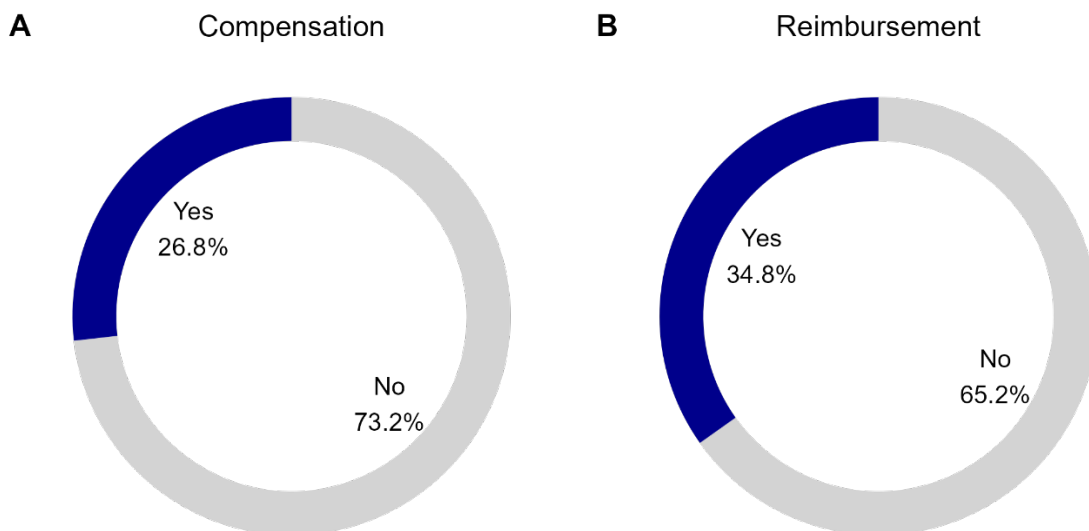 A
Compensation
Yes
26.8%
No
73.2%
B
Reimbursement
Yes
34.8%
No
65.2%